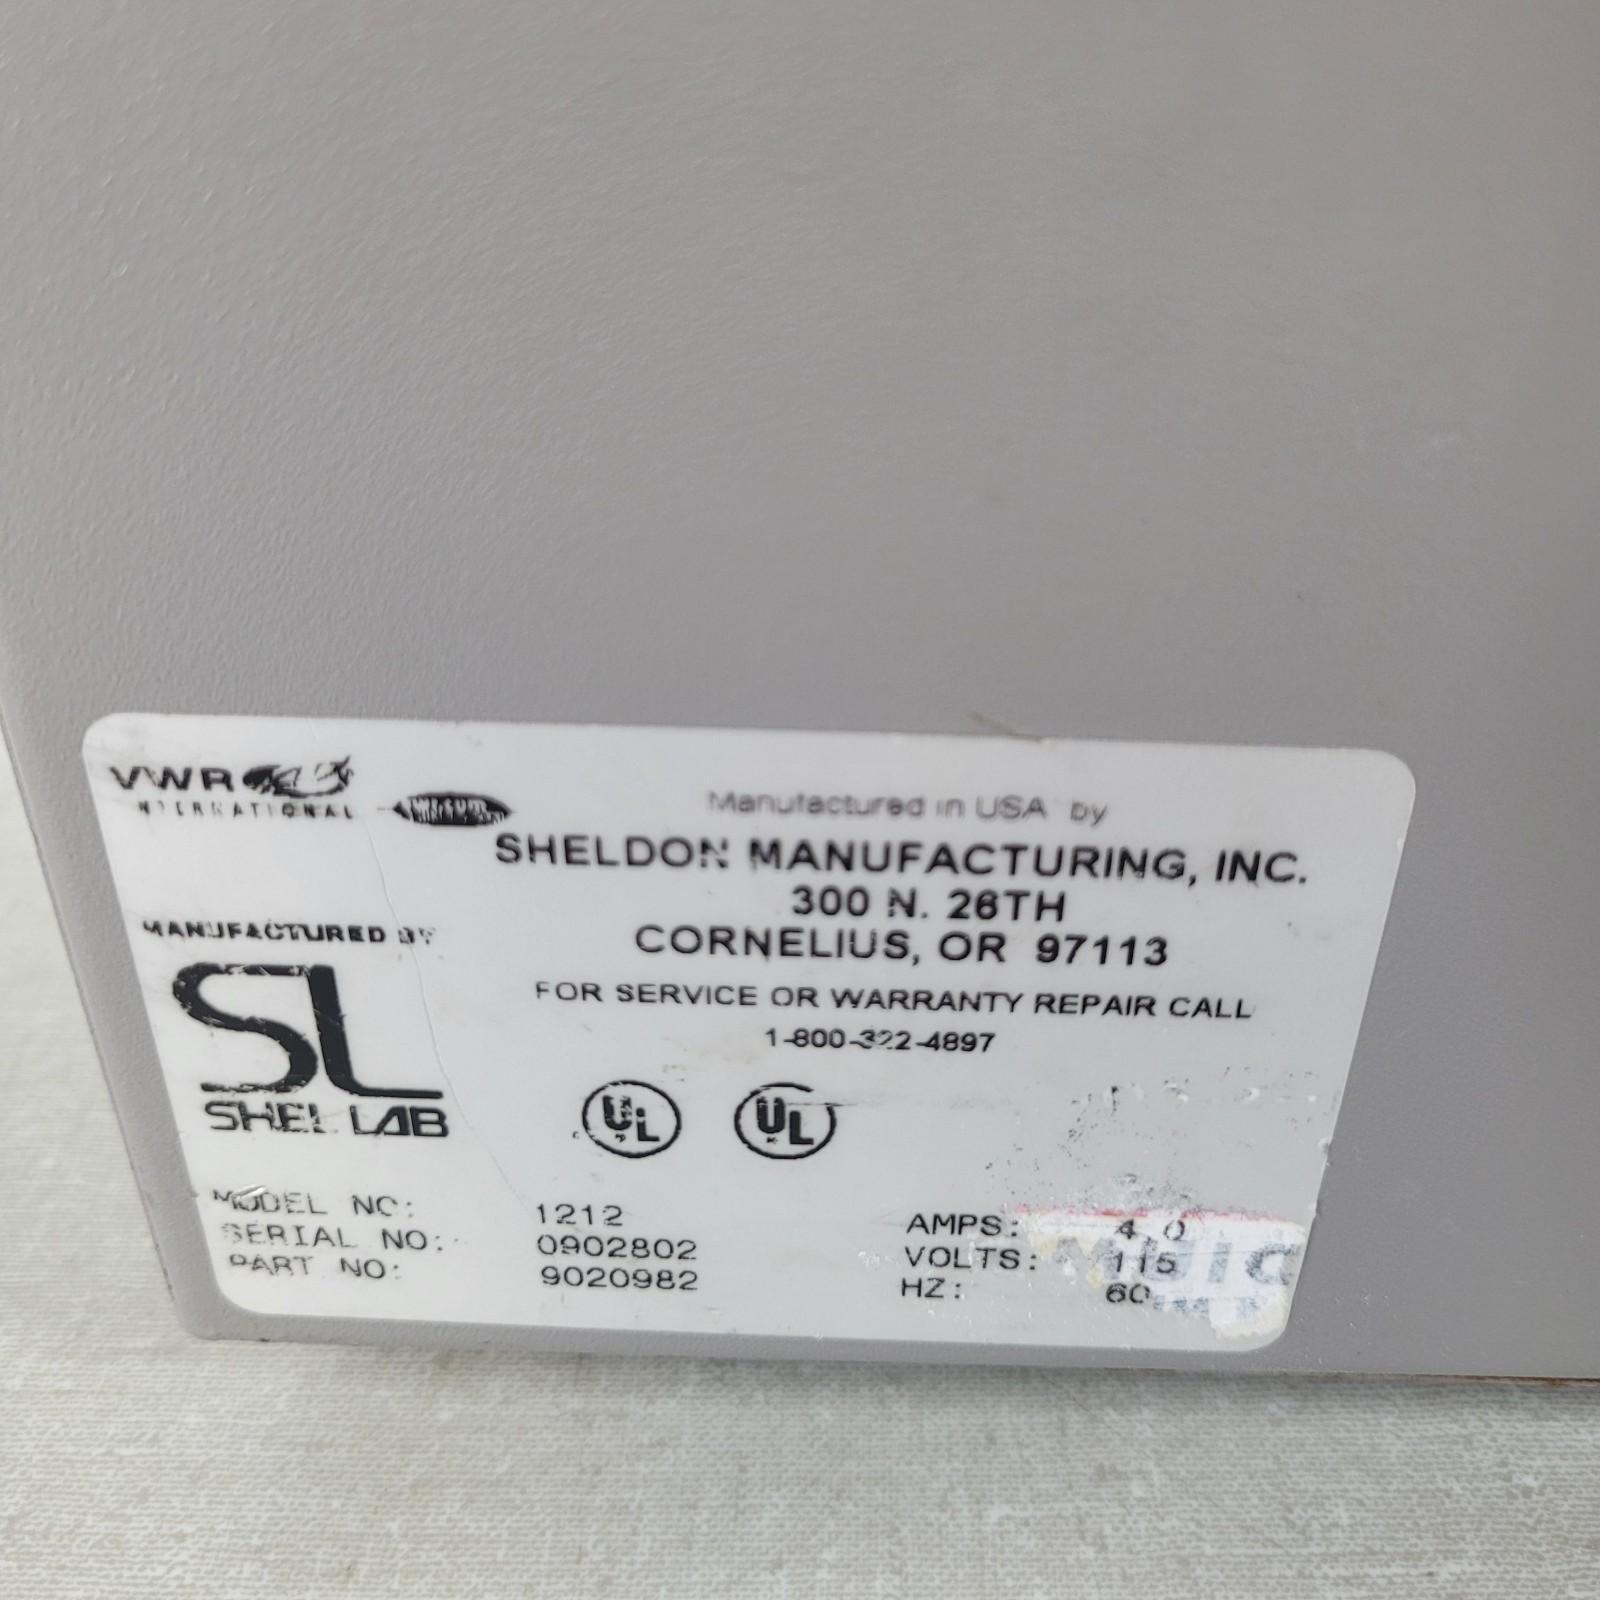 VWR
INTERNATIONAL
Manufactured in USA by
SHELDON MANUFACTURING, INC.
300 N. 26TH
CORNELIUS, OR 97113
FOR SERVICE OR WARRANTY REPAIR CALL
1-800-322-4897
MANUFACTURED BY
SL
SHEL LAB
UL
UL
MODEL NO: 1212
SERIAL NO: 0902802
PART NO: 9020982
AMPS: 4.0
VOLTS: 115
HZ: 60